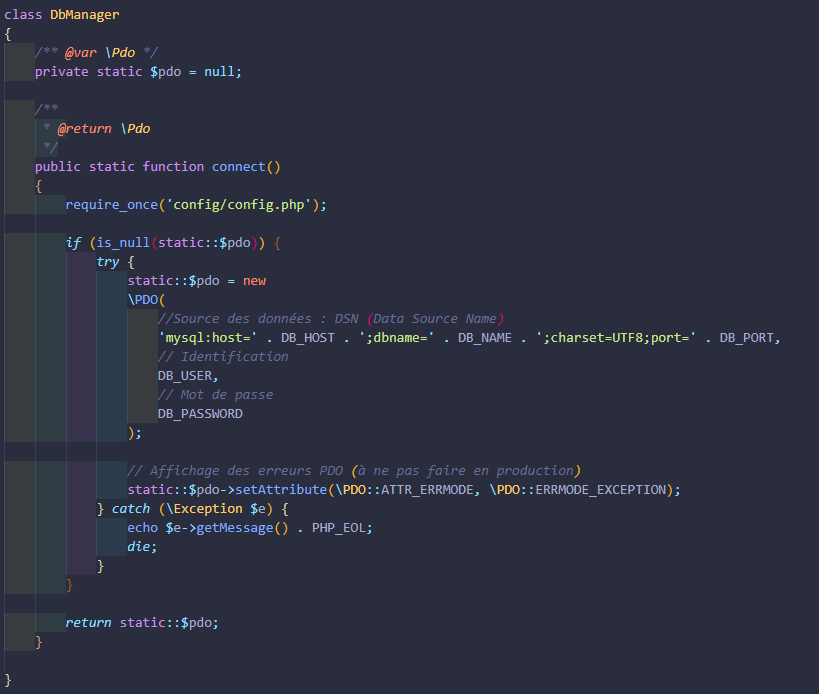 class DbManager
{
    /** @var \Pdo */
    private static $pdo = null;

    /**
     * @return \Pdo
     */
    public static function connect()
    {
        require_once('config/config.php');

        if (is_null(static::$pdo)) {
            try {
                static::$pdo = new
                \PDO(
                    //Source des données : DSN (Data Source Name)
                    'mysql:host=' . DB_HOST . ';dbname=' . DB_NAME . ';charset=UTF8;port=' . DB_PORT,
                    // Identification
                    DB_USER,
                    // Mot de passe
                    DB_PASSWORD
                );

                // Affichage des erreurs PDO (à ne pas faire en production)
                static::$pdo->setAttribute(\PDO::ATTR_ERRMODE, \PDO::ERRMODE_EXCEPTION);
            } catch (\Exception $e) {
                echo $e->getMessage() . PHP_EOL;
                die;
            }
        }

        return static::$pdo;
    }

}